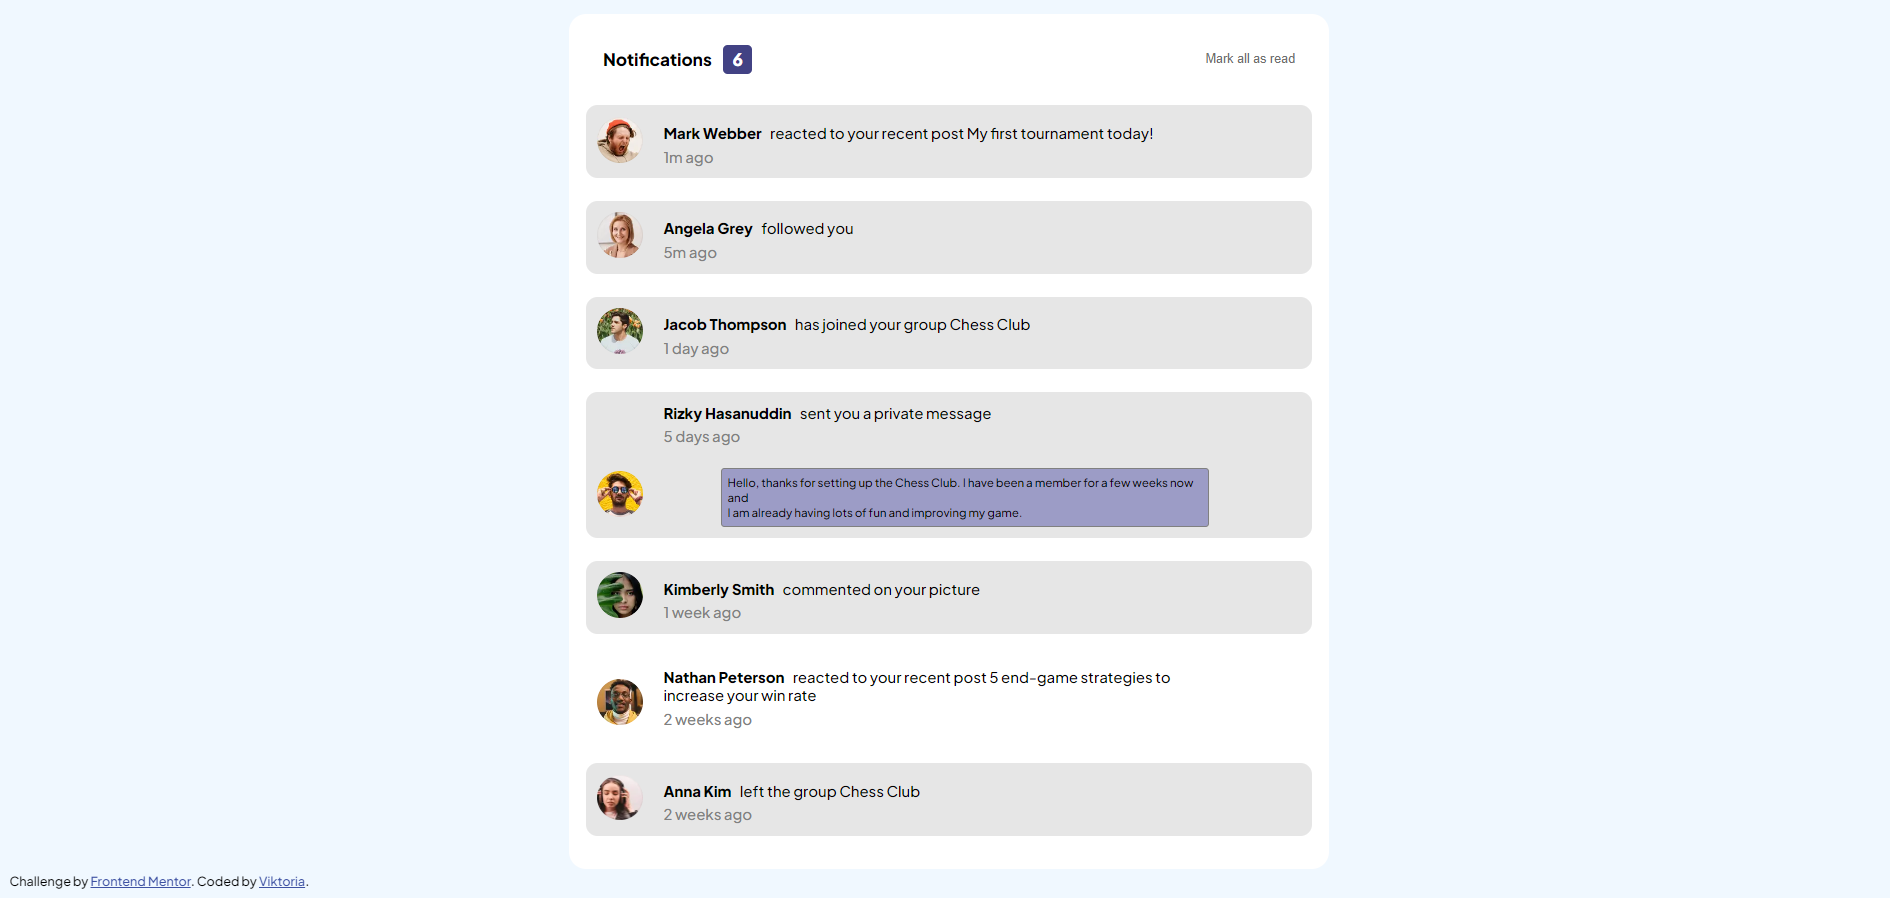 Notifications 6 Mark all as read
Mark Webber reacted to your recent post My first tournament today!
1m ago
Angela Grey followed you
5m ago
Jacob Thompson has joined your group Chess Club
1 day ago
Rizky Hasanuddin sent you a private message
5 days ago
Hello, thanks for setting up the Chess Club. I have been a member for a few weeks now
and
I am already having lots of fun and improving my game.
Kimberly Smith commented on your picture
1 week ago
Nathan Peterson reacted to your recent post 5 end-game strategies to
increase your win rate
2 weeks ago
Anna Kim left the group Chess Club
2 weeks ago
Challenge by Frontend Mentor. Coded by Viktoria.